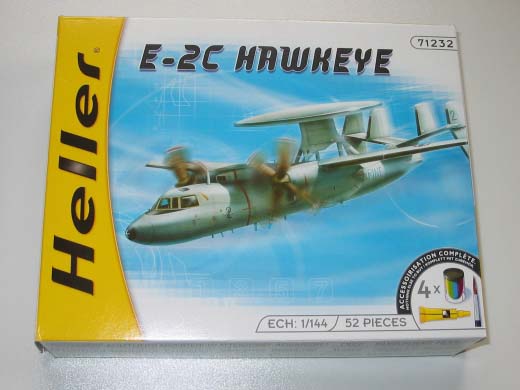 Heller®
E-2C HAWKEYE
71232
ACCESSOIRISATION COMPLÈTE
4x
ECH: 1/144
52 PIECES